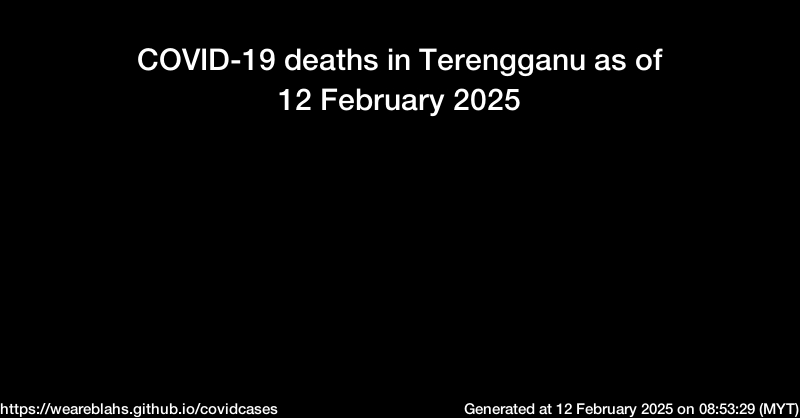 COVID-19 deaths in Terengganu as of
12 February 2025
https://weareblahs.github.io/covidcases
Generated at 12 February 2025 on 08:53:29 (MYT)